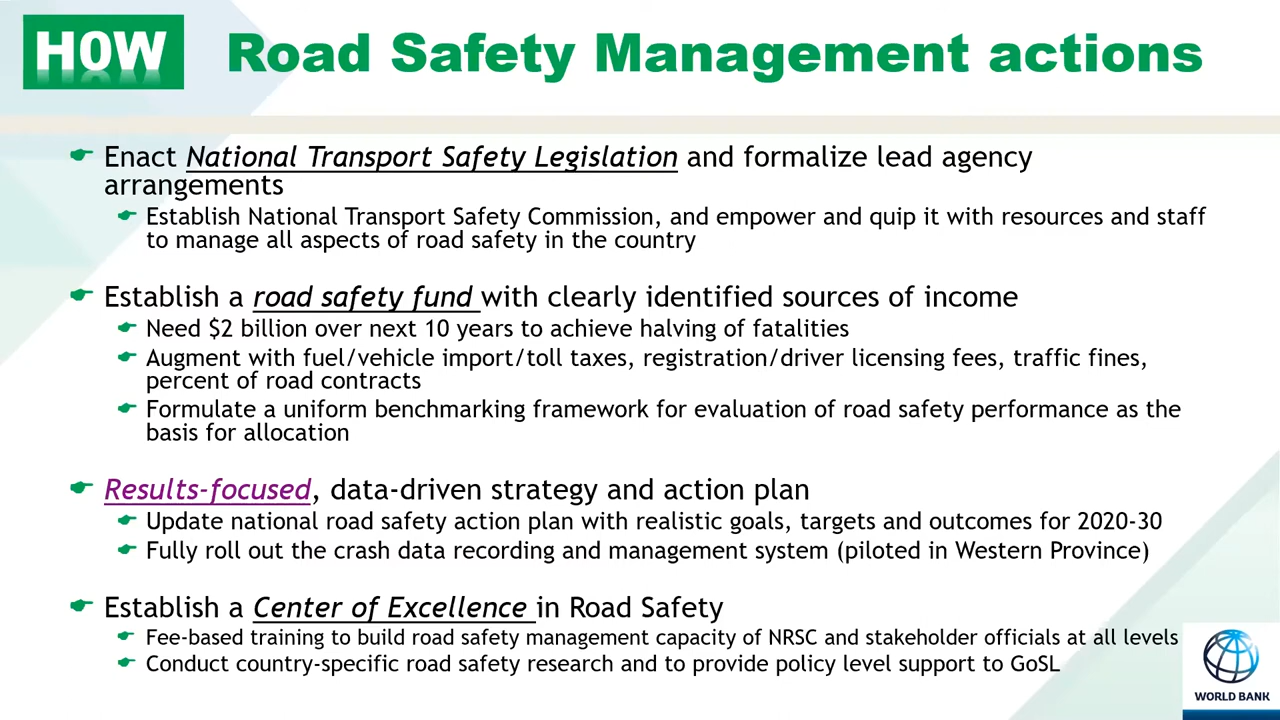 HOW
Road Safety Management actions
Enact National Transport Safety Legislation and formalize lead agency
arrangements
Establish National Transport Safety Commission, and empower and quip it with resources and staff
to manage all aspects of road safety in the country
Establish a road safety fund with clearly identified sources of income
Need $2 billion over next 10 years to achieve halving of fatalities
Augment with fuel/vehicle import/toll taxes, registration/driver licensing fees, traffic fines,
percent of road contracts
Formulate a uniform benchmarking framework for evaluation of road safety performance as the
basis for allocation
Results-focused, data-driven strategy and action plan
Update national road safety action plan with realistic goals, targets and outcomes for 2020-30
Fully roll out the crash data recording and management system (piloted in Western Province)
Establish a Center of Excellence in Road Safety
Fee-based training to build road safety management capacity of NRSC and stakeholder officials at all levels
Conduct country-specific road safety research and to provide policy level support to GoSL
WORLD BANK